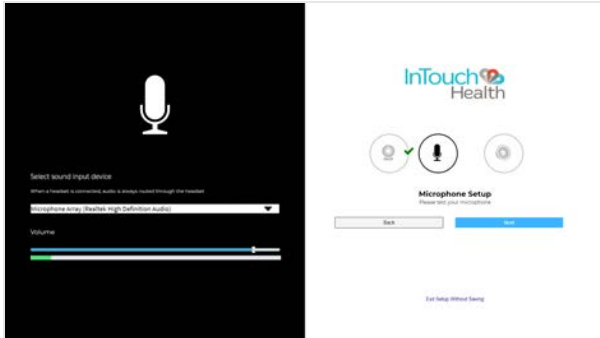 Select sound input device
When a headset is connected, audio is always routed through the headset
Microphone Array (Realtek High Definition Audio)
Volume
InTouch
Health
Microphone Setup
Please test your microphone
Back
Next
Exit Setup Without Saving